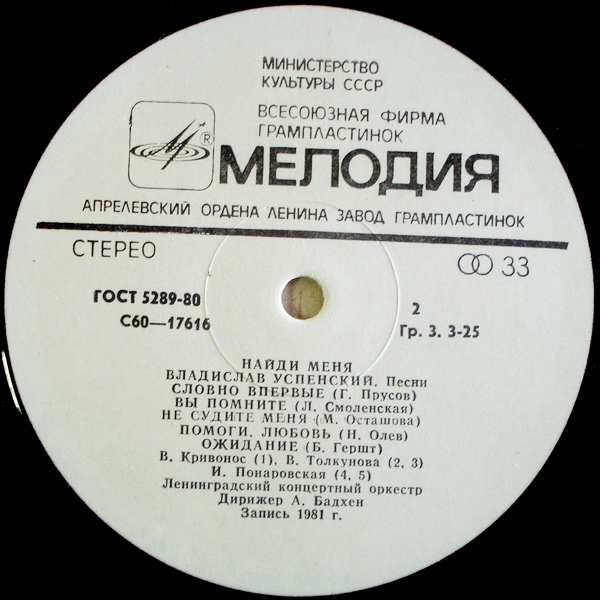 МИНИСТЕРСТВО
КУЛЬТУРЫ СССР
ВСЕСОЮЗНАЯ ФИРМА
ГРАМПЛАСТИНОК
®
МЕЛОДИЯ
АПРЕЛЕВСКИЙ ОРДЕНА ЛЕНИНА ЗАВОД ГРАМПЛАСТИНОК
СТЕРЕО
33
ГОСТ 5289-80
С60—17616
2
Гр. 3. 3-25
НАЙДИ МЕНЯ
ВЛАДИСЛАВ УСПЕНСКИЙ. Песни
СЛОВНО ВПЕРВЫЕ (Г. Прусов)
ВЫ ПОМНИТЕ (Л. Смоленская)
НЕ СУДИТЕ МЕНЯ (М. Осташова)
ПОМОГИ, ЛЮБОВЬ (Н. Олев)
ОЖИДАНИЕ (Б. Гершт)
В. Кривонос (1), В. Толкунова (2, 3)
И. Понаровская (4, 5)
Ленинградский концертный оркестр
Дирижер А. Бадхен
Запись 1981 г.